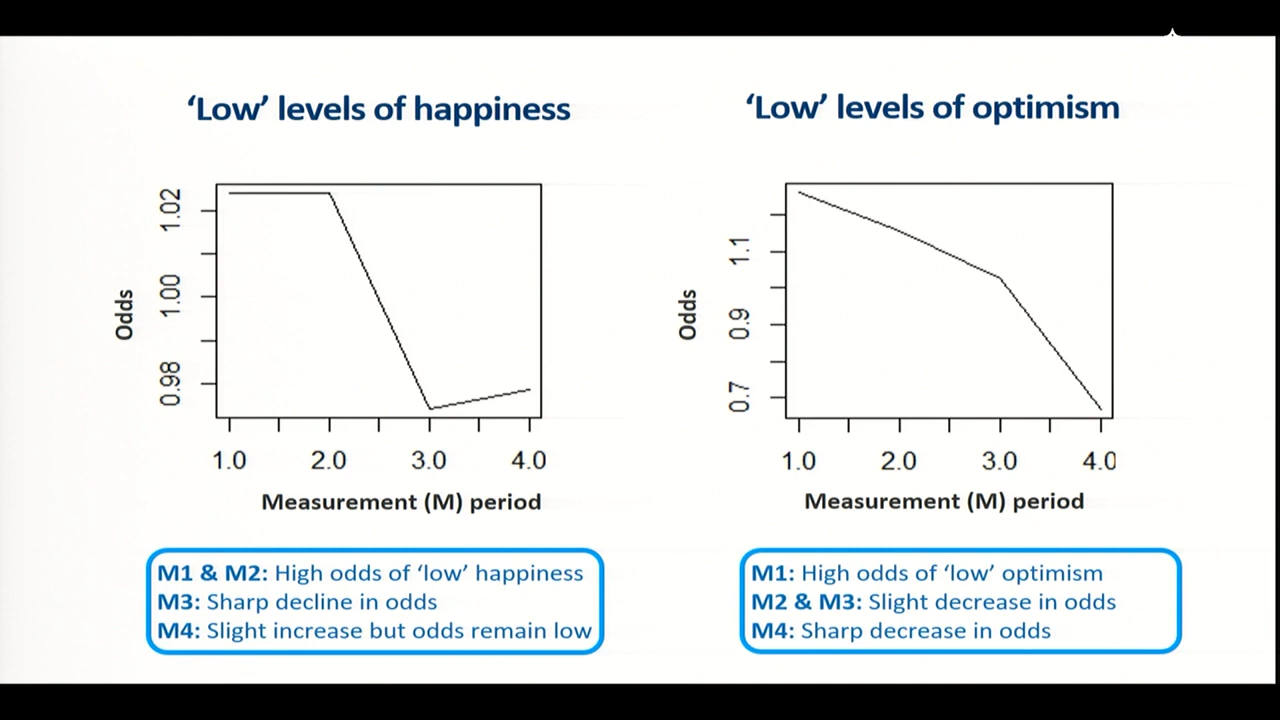 ‘Low’ levels of happiness
1.02
1.00
0.98
Odds
1.0 2.0 3.0 4.0
Measurement (M) period
M1 & M2: High odds of ‘low’ happiness
M3: Sharp decline in odds
M4: Slight increase but odds remain low
‘Low’ levels of optimism
1.1
0.9
0.7
Odds
1.0 2.0 3.0 4.0
Measurement (M) period
M1: High odds of ‘low’ optimism
M2 & M3: Slight decrease in odds
M4: Sharp decrease in odds